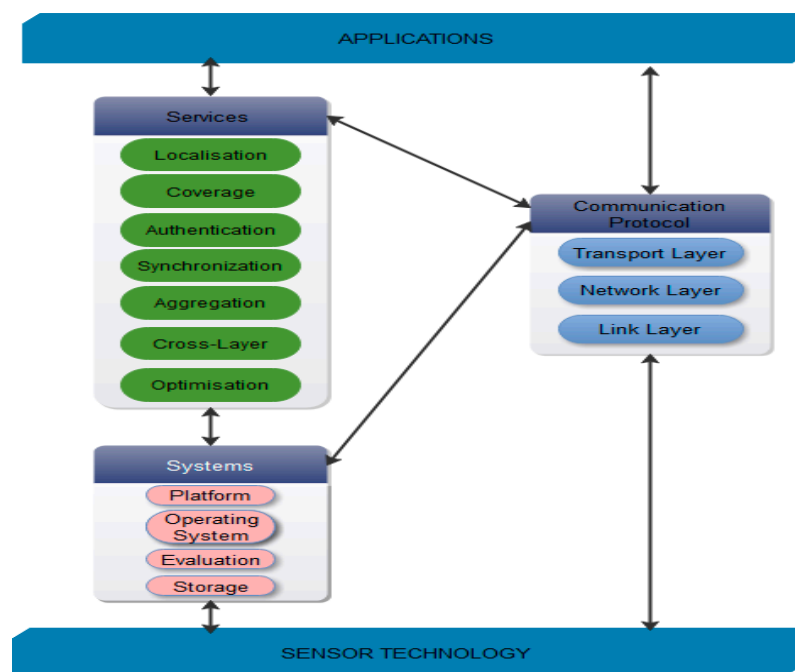 APPLICATIONS
Services
Localisation
Coverage
Authentication
Synchronization
Aggregation
Cross-Layer
Optimisation
Communication
Protocol
Transport Layer
Network Layer
Link Layer
Systems
Platform
Operating
System
Evaluation
Storage
SENSOR TECHNOLOGY